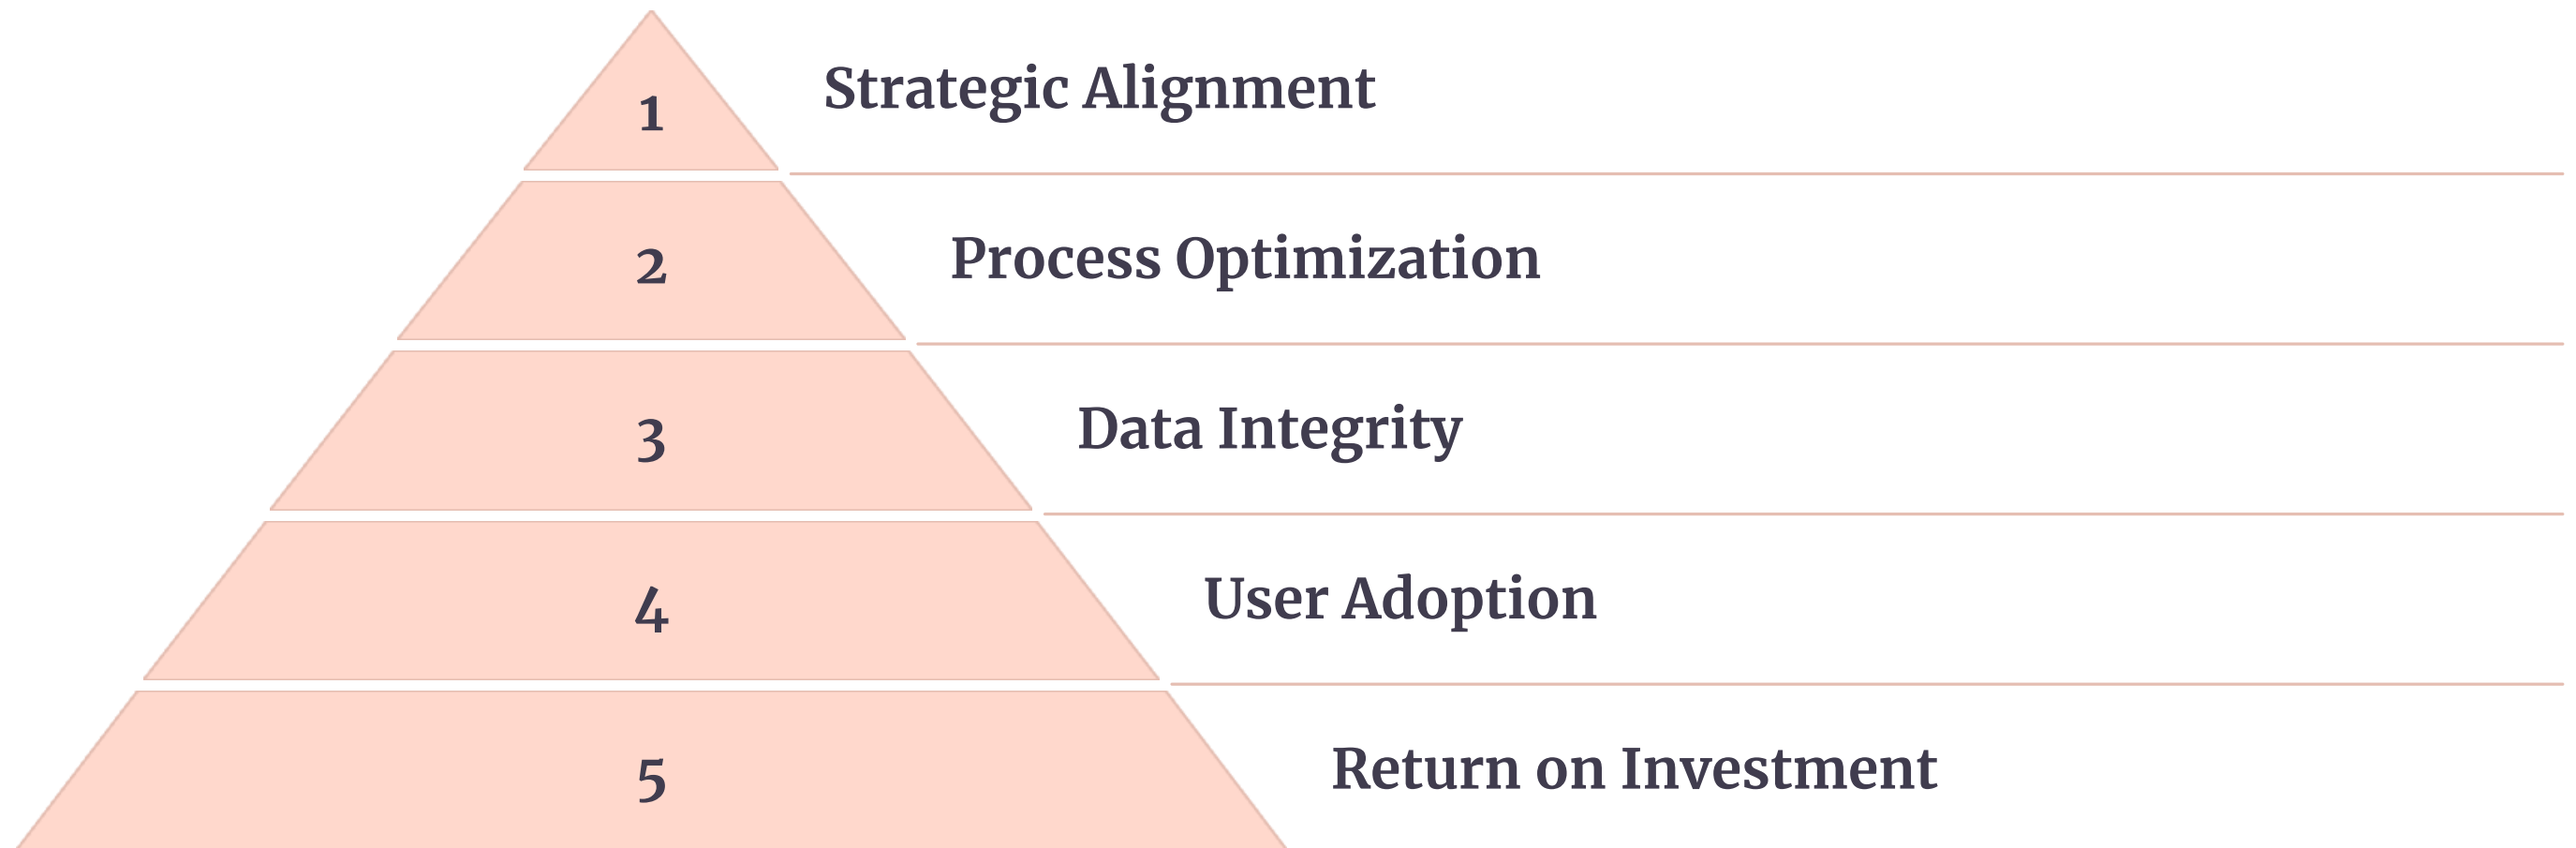 1
Strategic Alignment
2
Process Optimization
3
Data Integrity
4
User Adoption
5
Return on Investment